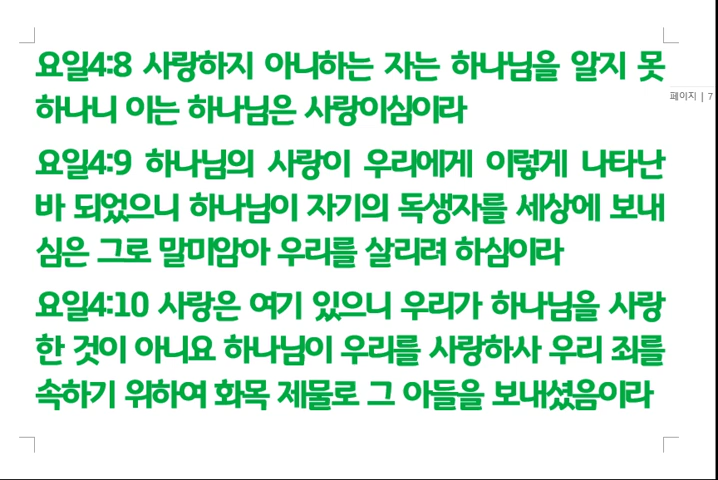 요일4:8 사랑하지 아니하는 자는 하나님을 알지 못
하나니 이는 하나님은 사랑이심이라
페이지 | 7
요일4:9 하나님의 사랑이 우리에게 이렇게 나타난
바 되었으니 하나님이 자기의 독생자를 세상에 보내
심은 그로 말미암아 우리를 살리려 하심이라
요일4:10 사랑은 여기 있으니 우리가 하나님을 사랑
한 것이 아니요 하나님이 우리를 사랑하사 우리 죄를
속하기 위하여 화목 제물로 그 아들을 보내셨음이라